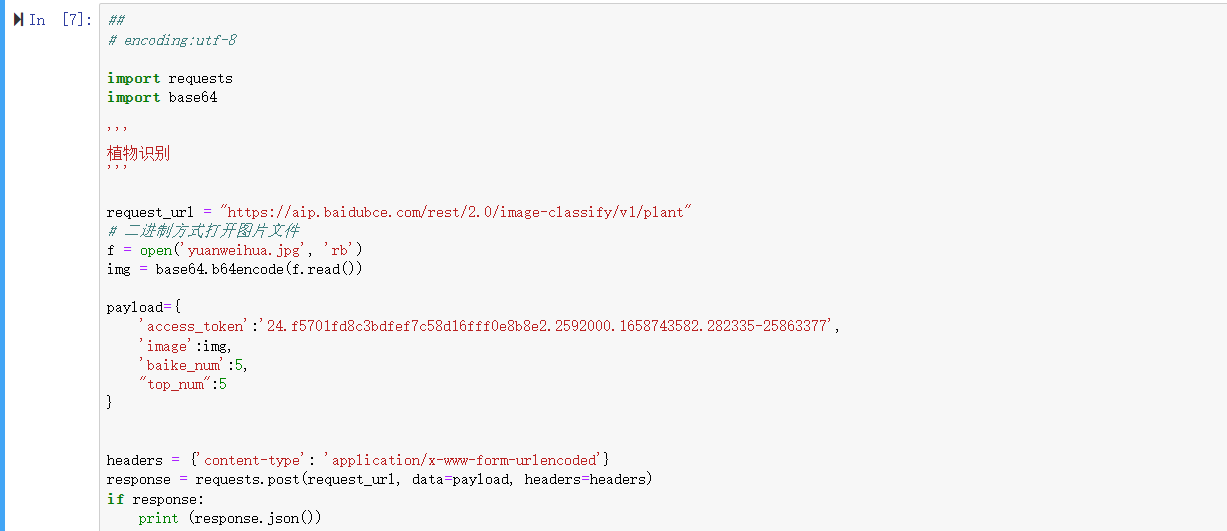 In [7]:
##
# encoding:utf-8
import requests
import base64
'''
植物识别
'''
request_url = "https://aip.baidubce.com/rest/2.0/image-classify/v1/plant"
# 二进制方式打开图片文件
f = open('yuanweihua.jpg', 'rb')
img = base64.b64encode(f.read())
payload={
'access_token':'24.f5701fd8c3bdfef7c58d16fff0e8b8e2.2592000.1658743582.282335-25863377',
'image':img,
'baike_num':5,
"top_num":5
}
headers = {'content-type': 'application/x-www-form-urlencoded'}
response = requests.post(request_url, data=payload, headers=headers)
if response:
print (response.json())